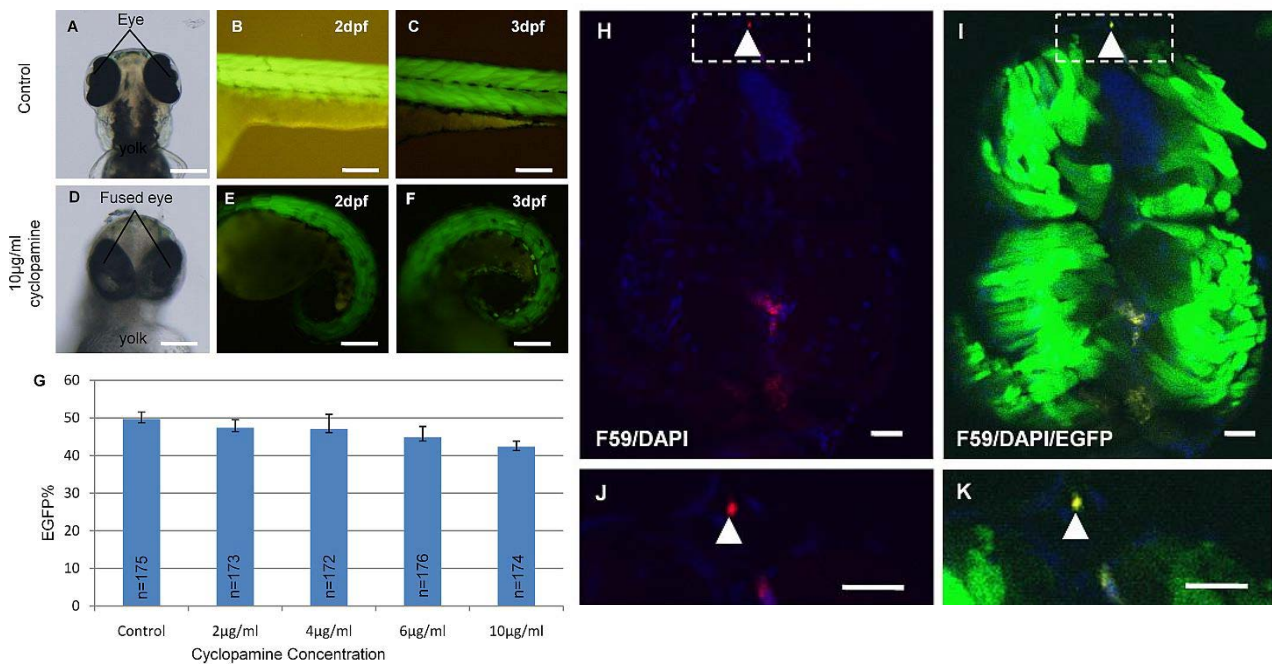 Control
A
Eye
yolk
B
2dpf
C
3dpf
10µg/ml
cyclopamine
D
Fused eye
yolk
E
2dpf
F
3dpf
G
EGFP%
60
50
40
30
20
10
0
n=175
n=173
n=172
n=176
n=174
Control
2µg/ml
4µg/ml
6µg/ml
10µg/ml
Cyclopamine Concentration
H
F59/DAPI
I
F59/DAPI/EGFP
J
K